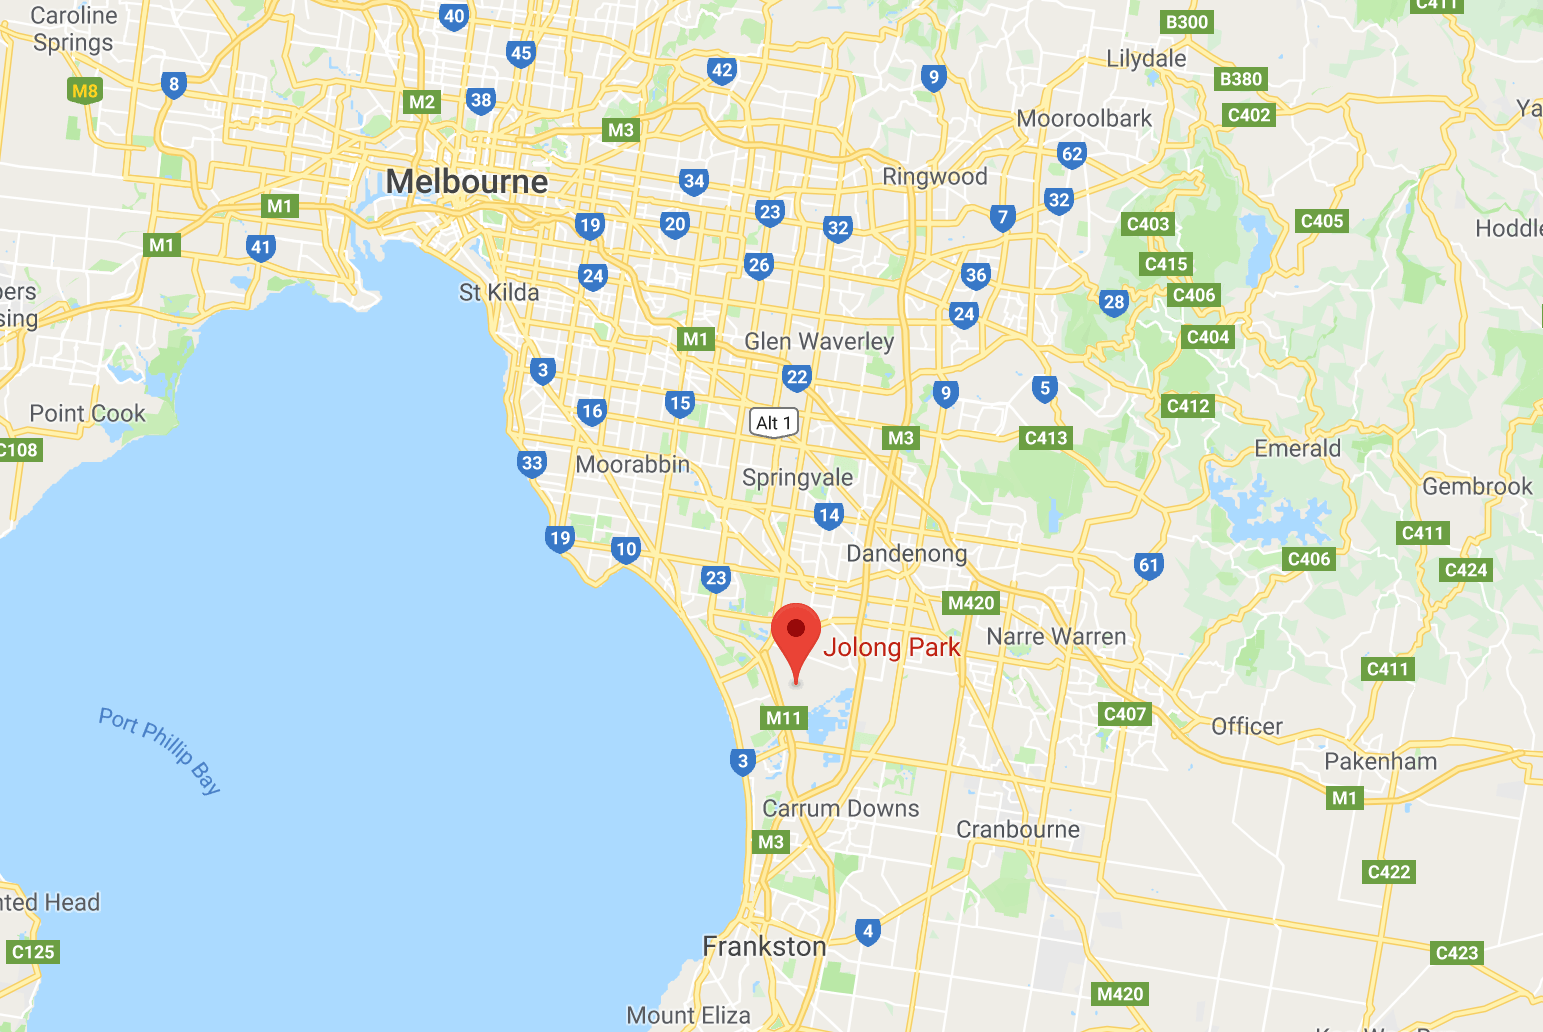 Caroline
Springs
40
C411
B300
8
45
42
9
Lilydale
M8
M2
38
B380
C402
M3
Mooroolbark
62
Melbourne
34
Ringwood
M1
19
20
23
32
7
32
C403
C405
M1
41
26
C415
24
36
St Kilda
C406
28
24
M1
Glen Waverley
C404
3
22
9
5
Point Cook
16
15
C412
Alt 1
C108
M3
C413
Emerald
33
Moorabbin
Springvale
Gembrook
14
19
10
Dandenong
C411
C406
23
61
C424
M420
Jolong Park
Narre Warren
C411
Port Phillip Bay
M11
C407
Officer
3
Pakenham
M1
Carrum Downs
Cranbourne
M3
C422
Head
C125
Frankston
4
C423
M420
Mount Eliza